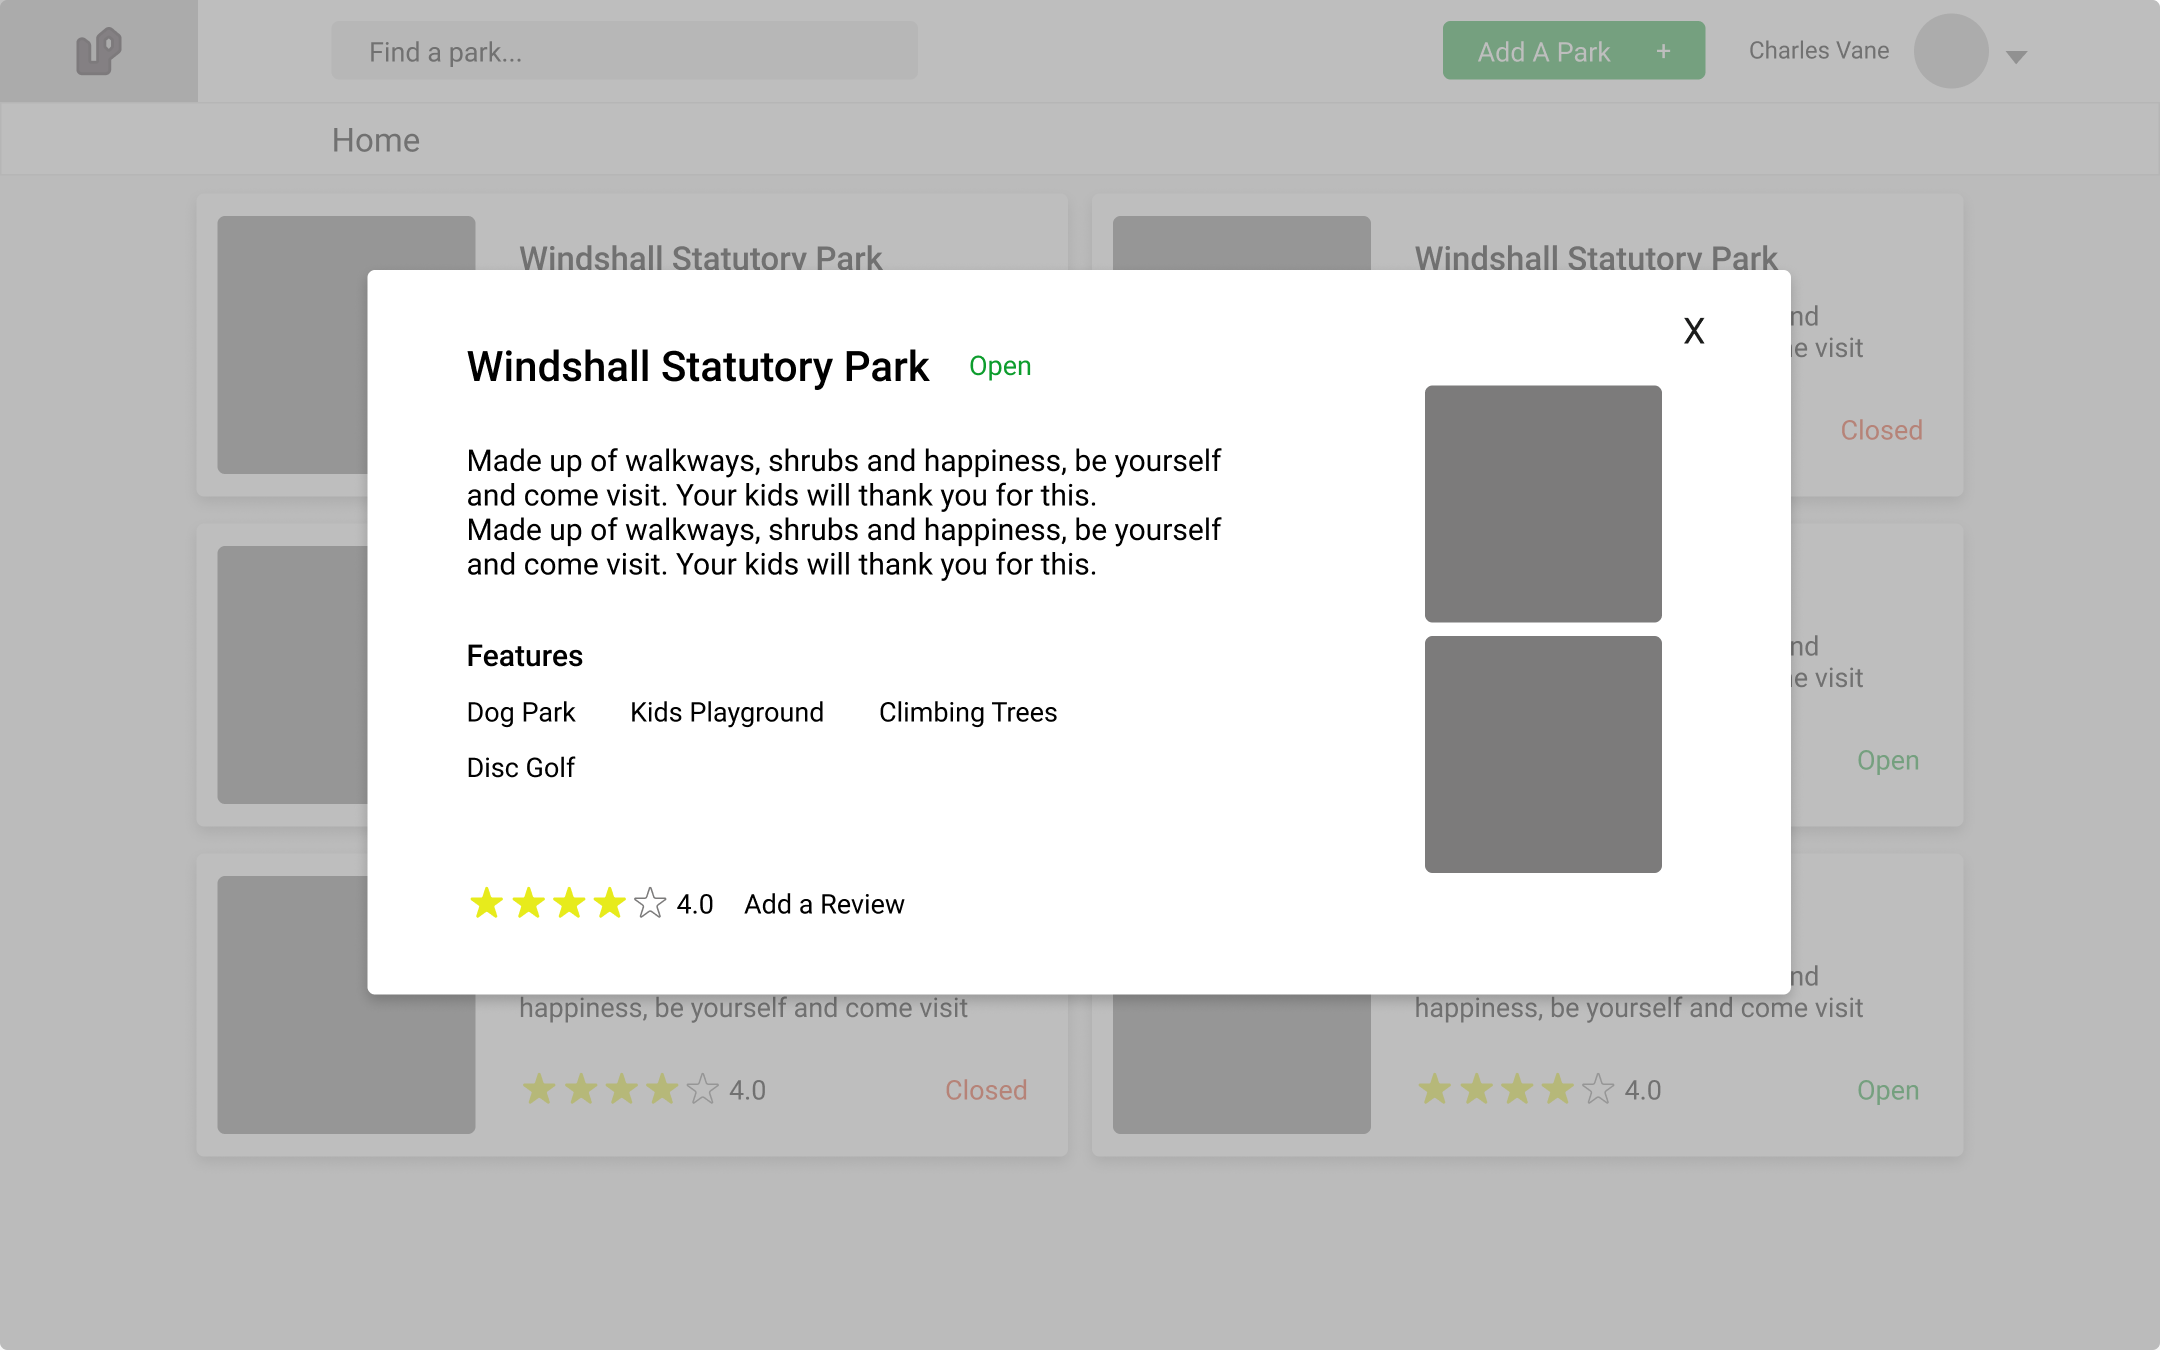 Find a park...
Add A Park +
Charles Vane
Home
Windshall Statutory Park
Windshall Statutory Park
nd
e visit
Closed
X
Windshall Statutory Park Open
Made up of walkways, shrubs and happiness, be yourself
and come visit. Your kids will thank you for this.
Made up of walkways, shrubs and happiness, be yourself
and come visit. Your kids will thank you for this.
Features
Dog Park Kids Playground Climbing Trees
Disc Golf
4.0 Add a Review
nd
e visit
Open
nd
happiness, be yourself and come visit
4.0 Closed
happiness, be yourself and come visit
4.0 Open